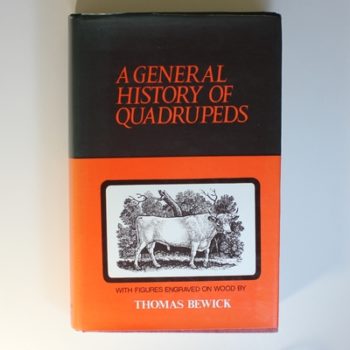 A GENERAL
HISTORY OF
QUADRUPEDS
WITH FIGURES ENGRAVED ON WOOD BY
THOMAS BEWICK